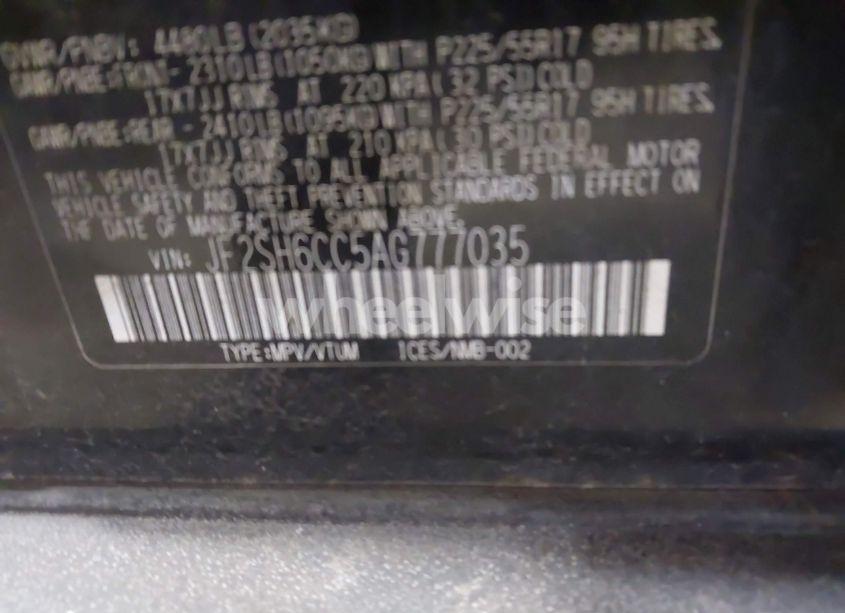 GVWR/PNBV: 4480LB(2035KG)
GAWR/PNBE:FRONT- 2310LB(1050KG)WITH P225/55R17 95H TIRES
17X7JJ RIMS AT 220 KPA( 32 PSI)COLD
GAWR/PNBE:REAR - 2410LB(1095KG)WITH P225/55R17 95H TIRES
17X7JJ RIMS AT 210 KPA( 30 PSI)COLD
THIS VEHICLE CONFORMS TO ALL APPLICABLE FEDERAL MOTOR
VEHICLE SAFETY AND THEFT PREVENTION STANDARDS IN EFFECT ON
THE DATE OF MANUFACTURE SHOWN ABOVE.
VIN: JF2SH6CC5AG777035
wheelwise
TYPE:MPV/VTUM ICES/NMB-002